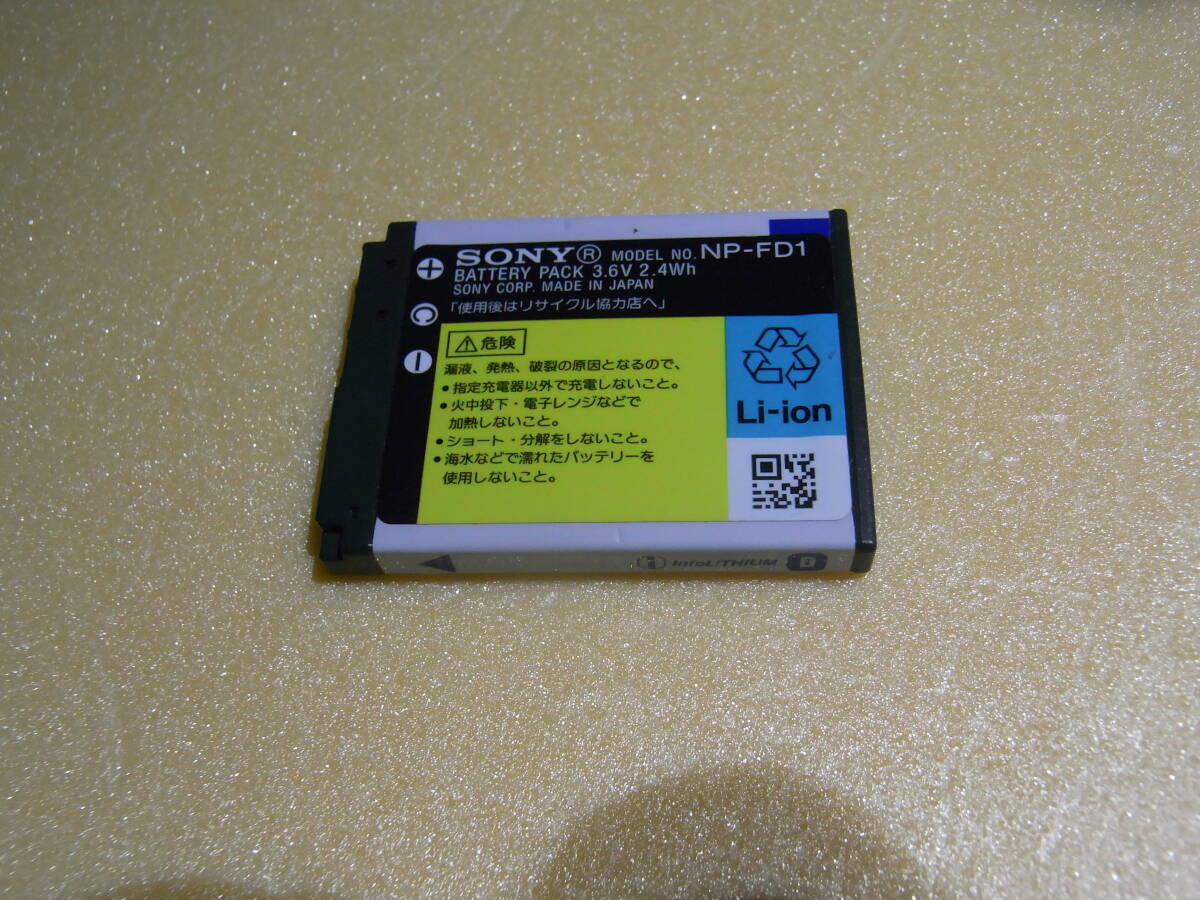 SONY® MODEL NO. NP-FD1
BATTERY PACK 3.6V 2.4Wh
SONY CORP. MADE IN JAPAN
「使用後はリサイクル協力店へ」
⚠危険
漏液、発熱、破裂の原因となるので、
●指定充電器以外で充電しないこと。
●火中投下・電子レンジなどで
加熱しないこと。
●ショート・分解をしないこと。
●海水などで濡れたバッテリーを
使用しないこと。
Li-ion
InfoLITHIUM